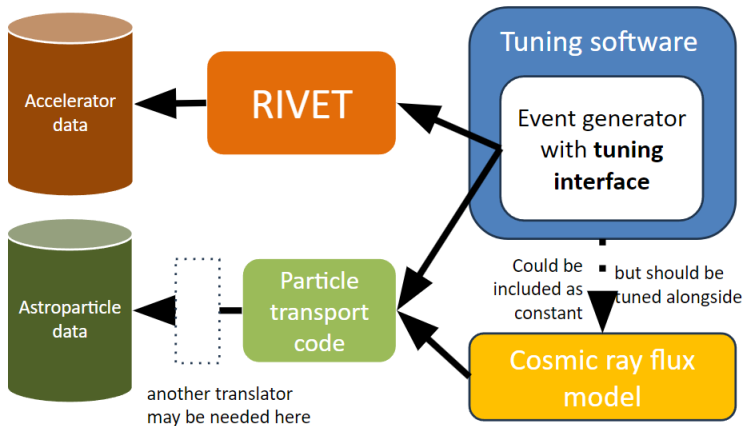 Tuning software
Accelerator
data
RIVET
Event generator
with tuning
interface
Astroparticle
data
Particle
transport
code
Could be
included as
constant
but should be
tuned alongside
Cosmic ray flux
model
another translator
may be needed here